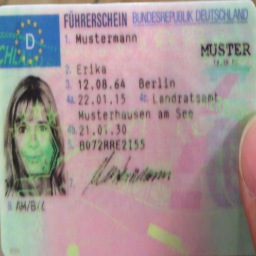 FÜHRERSCHEIN BUNDESREPUBLIK DEUTSCHLAND
D
1. Mustermann
MUSTER
2. Erika
3. 12.08.64 Berlin
4a. 22.01.15 4c. Landratsamt
Musterhausen am See
4b. 21.01.30
5. B072RRE2I55
7. Mustermann
9. AM/B/L